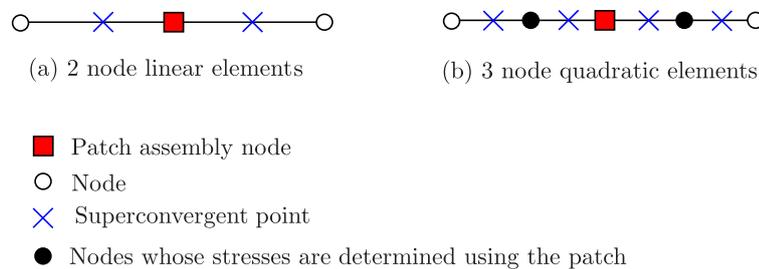 (a) 2 node linear elements
(b) 3 node quadratic elements
Patch assembly node
Node
Superconvergent point
Nodes whose stresses are determined using the patch